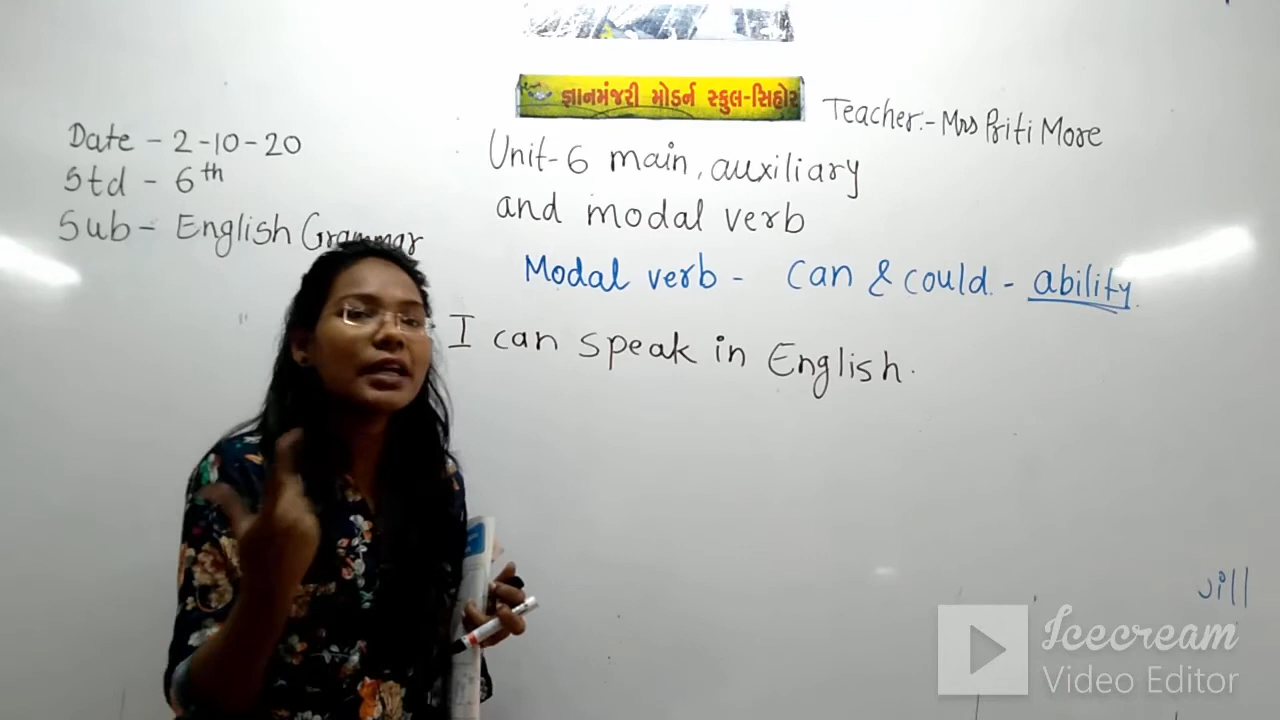 જ્ઞાનમંજરી મોડર્ન સ્કુલ-સિહોર
Teacher:- Mrs Priti More
Date - 2-10-20
Std - 6th
Sub - English Grammar
Unit-6 main, auxiliary
and modal verb
Modal verb - can & could. - ability.
I can speak in English.
Icecream
Video Editor